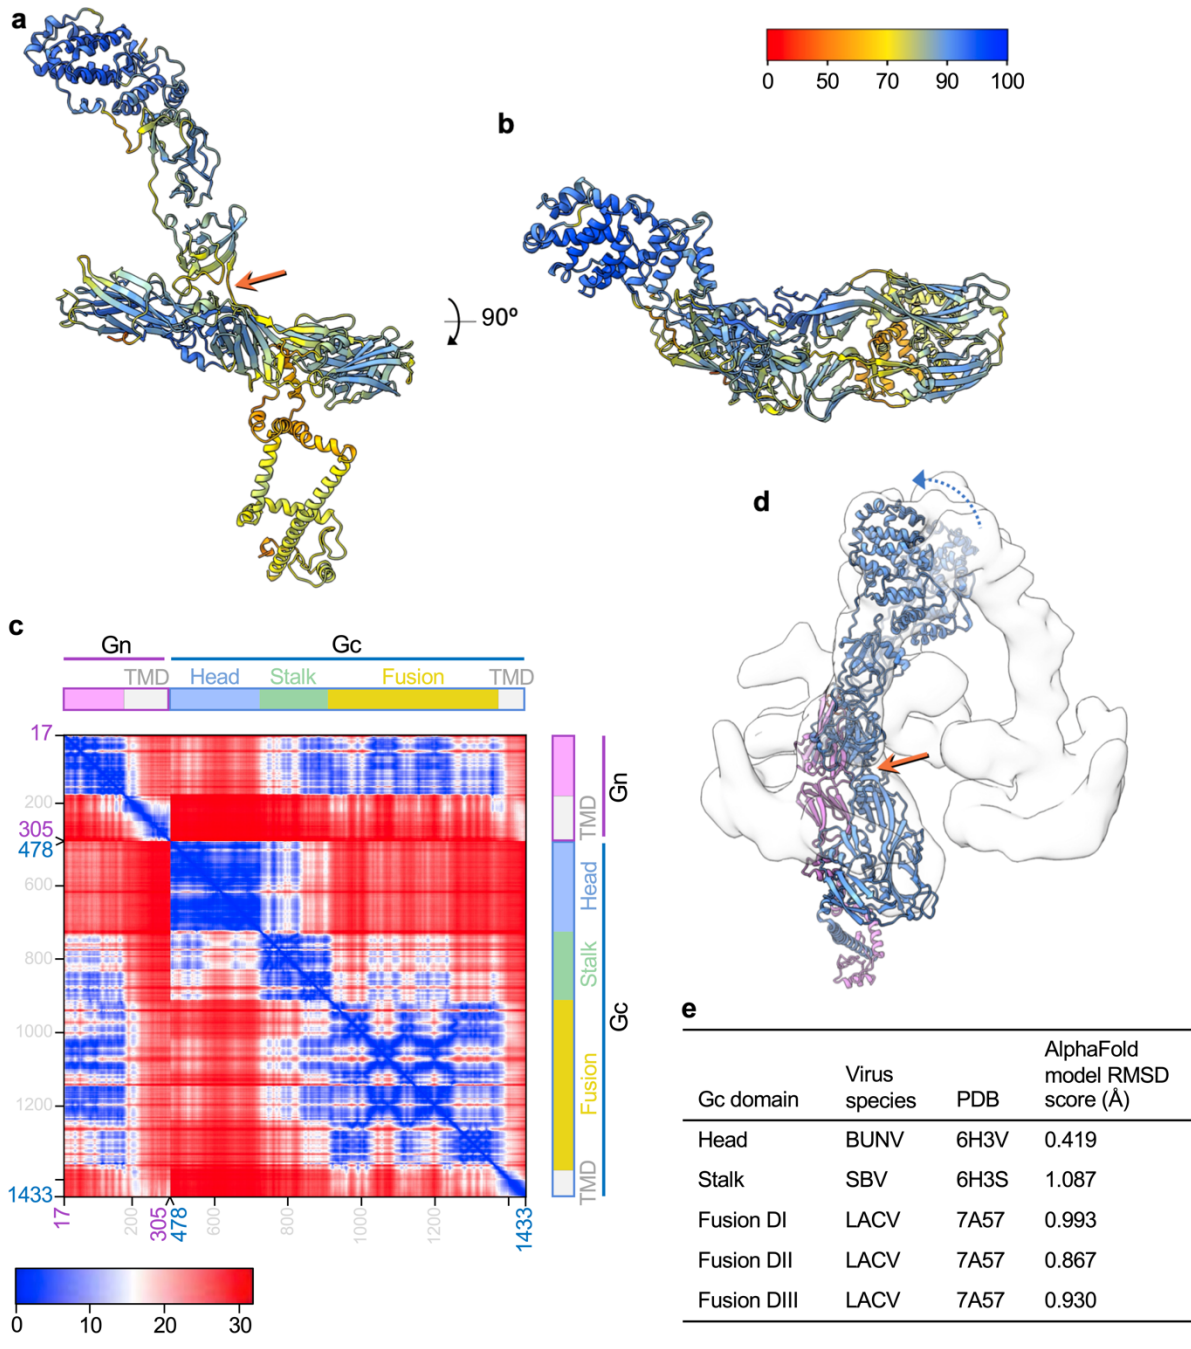 a
0 50 70 90 100
b
90º
d
c
Gn Gc
TMD Head Stalk Fusion TMD
17
200
305
478
600
800
1000
1200
1433
17 200 305 478 600 800 1000 1200 1433
Gn
TMD
Head
Stalk
Fusion
TMD
Gc
0 10 20 30
e
Gc domain Virus species PDB AlphaFold model RMSD score (Å)
Head BUNV 6H3V 0.419
Stalk SBV 6H3S 1.087
Fusion DI LACV 7A57 0.993
Fusion DII LACV 7A57 0.867
Fusion DIII LACV 7A57 0.930